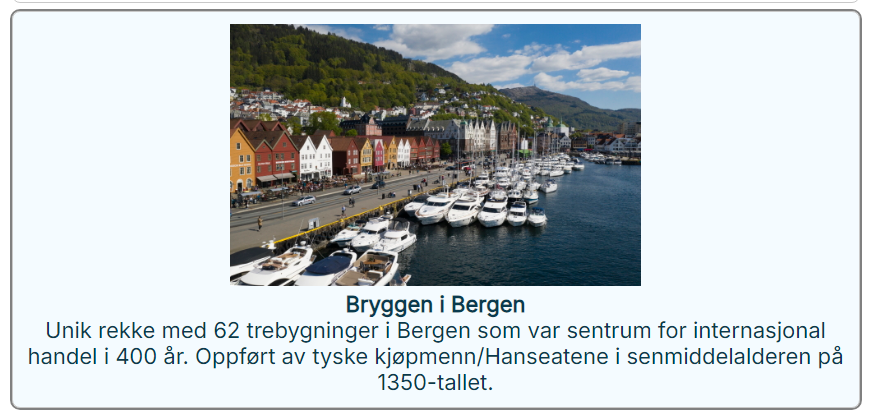 Bryggen i Bergen
Unik rekke med 62 trebygninger i Bergen som var sentrum for internasjonal
handel i 400 år. Oppført av tyske kjøpmenn/Hanseatene i senmiddelalderen på
1350-tallet.